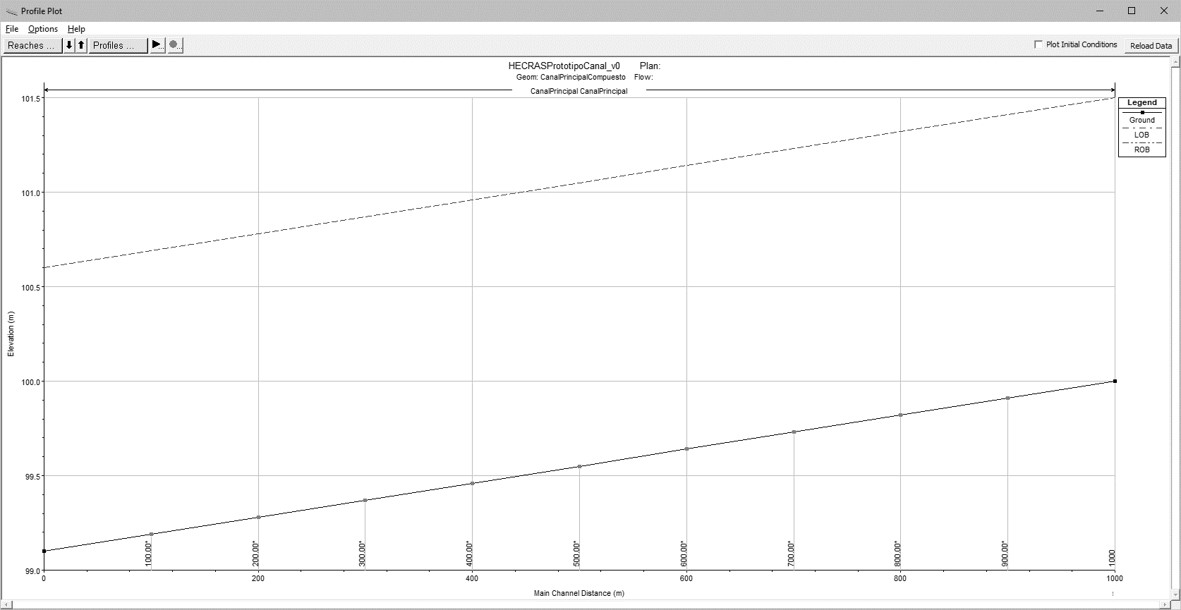 Profile Plot
File Options Help
Reaches ... Profiles ... Plot Initial Conditions Reload Data
HECRASPrototipoCanal_v0 Plan:
Geom: CanalPrincipalCompuesto Flow:
CanalPrincipal CanalPrincipal
Legend
Ground
LOB
ROB
101.5
101.0
100.5
100.0
99.5
99.0
Elevation (m)
100.00*
200.00*
300.00*
400.00*
500.00*
600.00*
700.00*
800.00*
900.00*
1000
0 200 400 600 800 1000
Main Channel Distance (m)